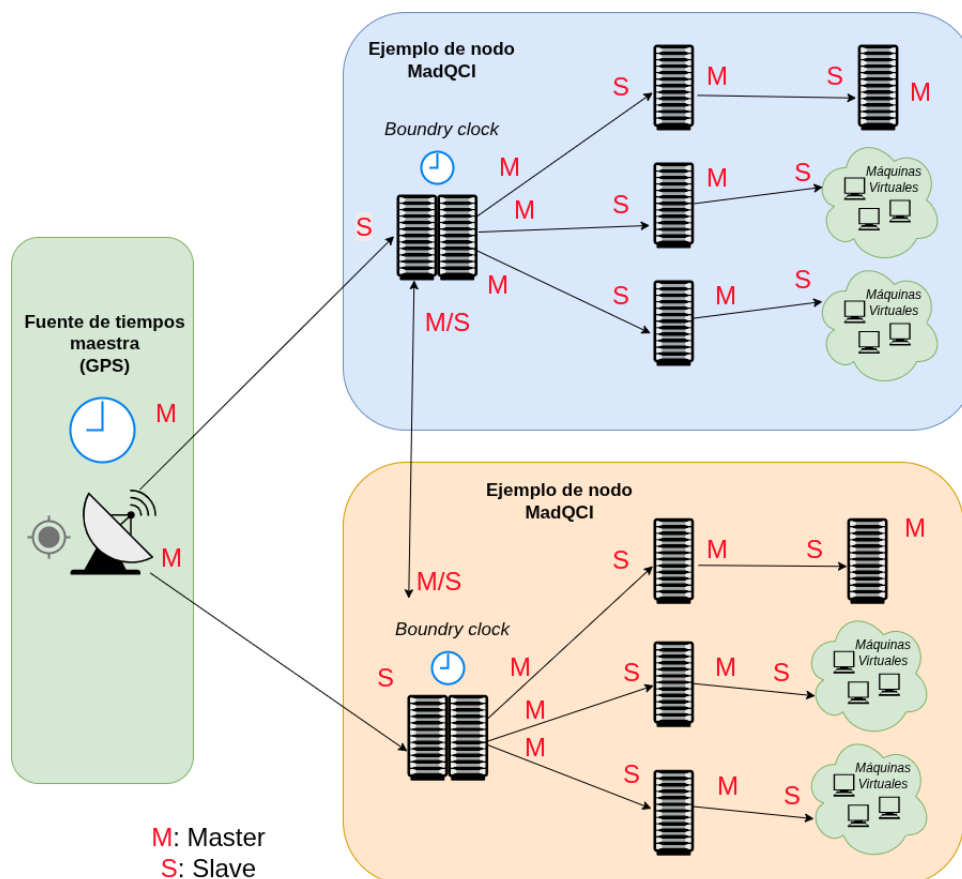 Ejemplo de nodo
MadQCI
Boundry clock
S
M
M
M
M/S
S
M
S
M
S
M
S
Máquinas
Virtuales
S
M
S
Máquinas
Virtuales
Fuente de tiempos
maestra
(GPS)
M
M
Ejemplo de nodo
MadQCI
M/S
Boundry clock
S
M
M
M
S
M
S
M
S
M
S
Máquinas
Virtuales
S
M
S
Máquinas
Virtuales
M: Master
S: Slave